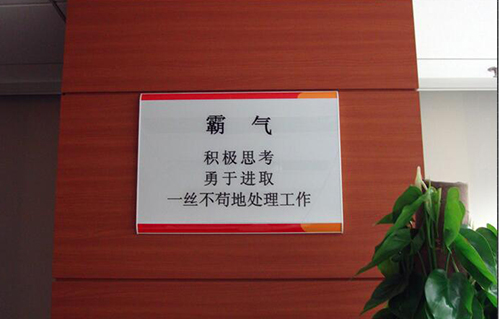 霸气
积极思考
勇于进取
一丝不苟地处理工作